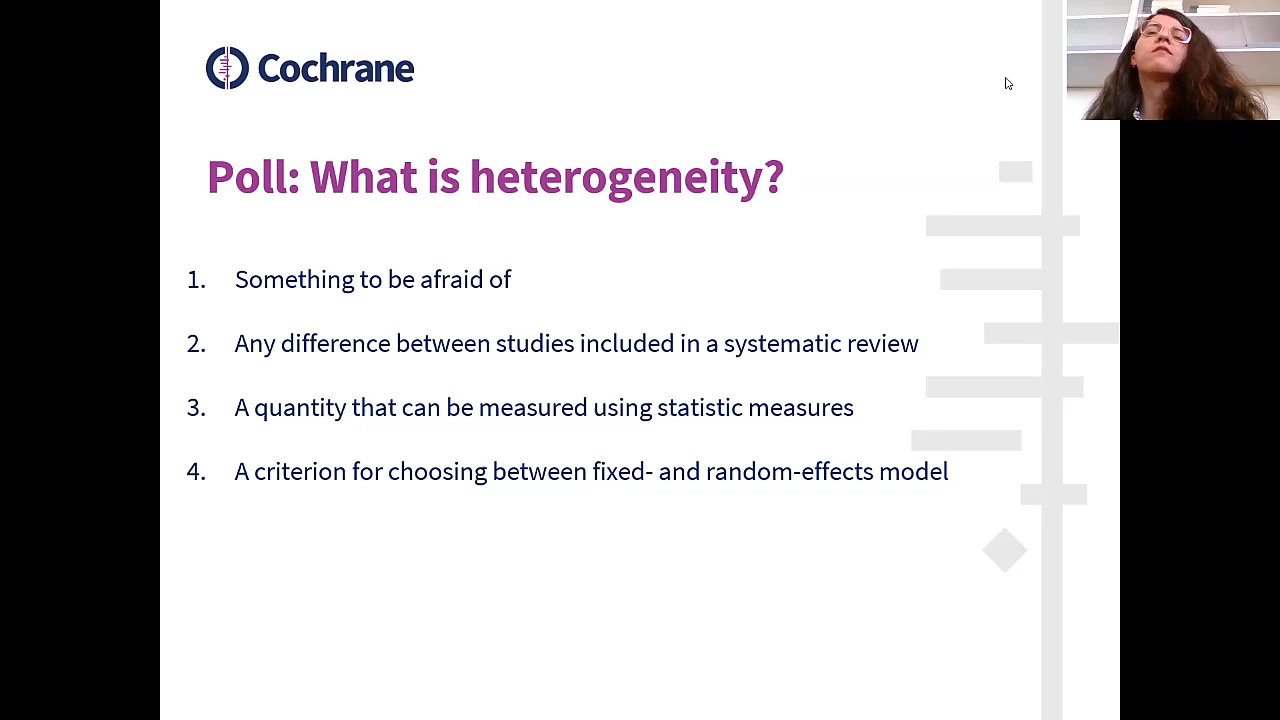 Cochrane
Poll: What is heterogeneity?
1. Something to be afraid of
2. Any difference between studies included in a systematic review
3. A quantity that can be measured using statistic measures
4. A criterion for choosing between fixed- and random-effects model